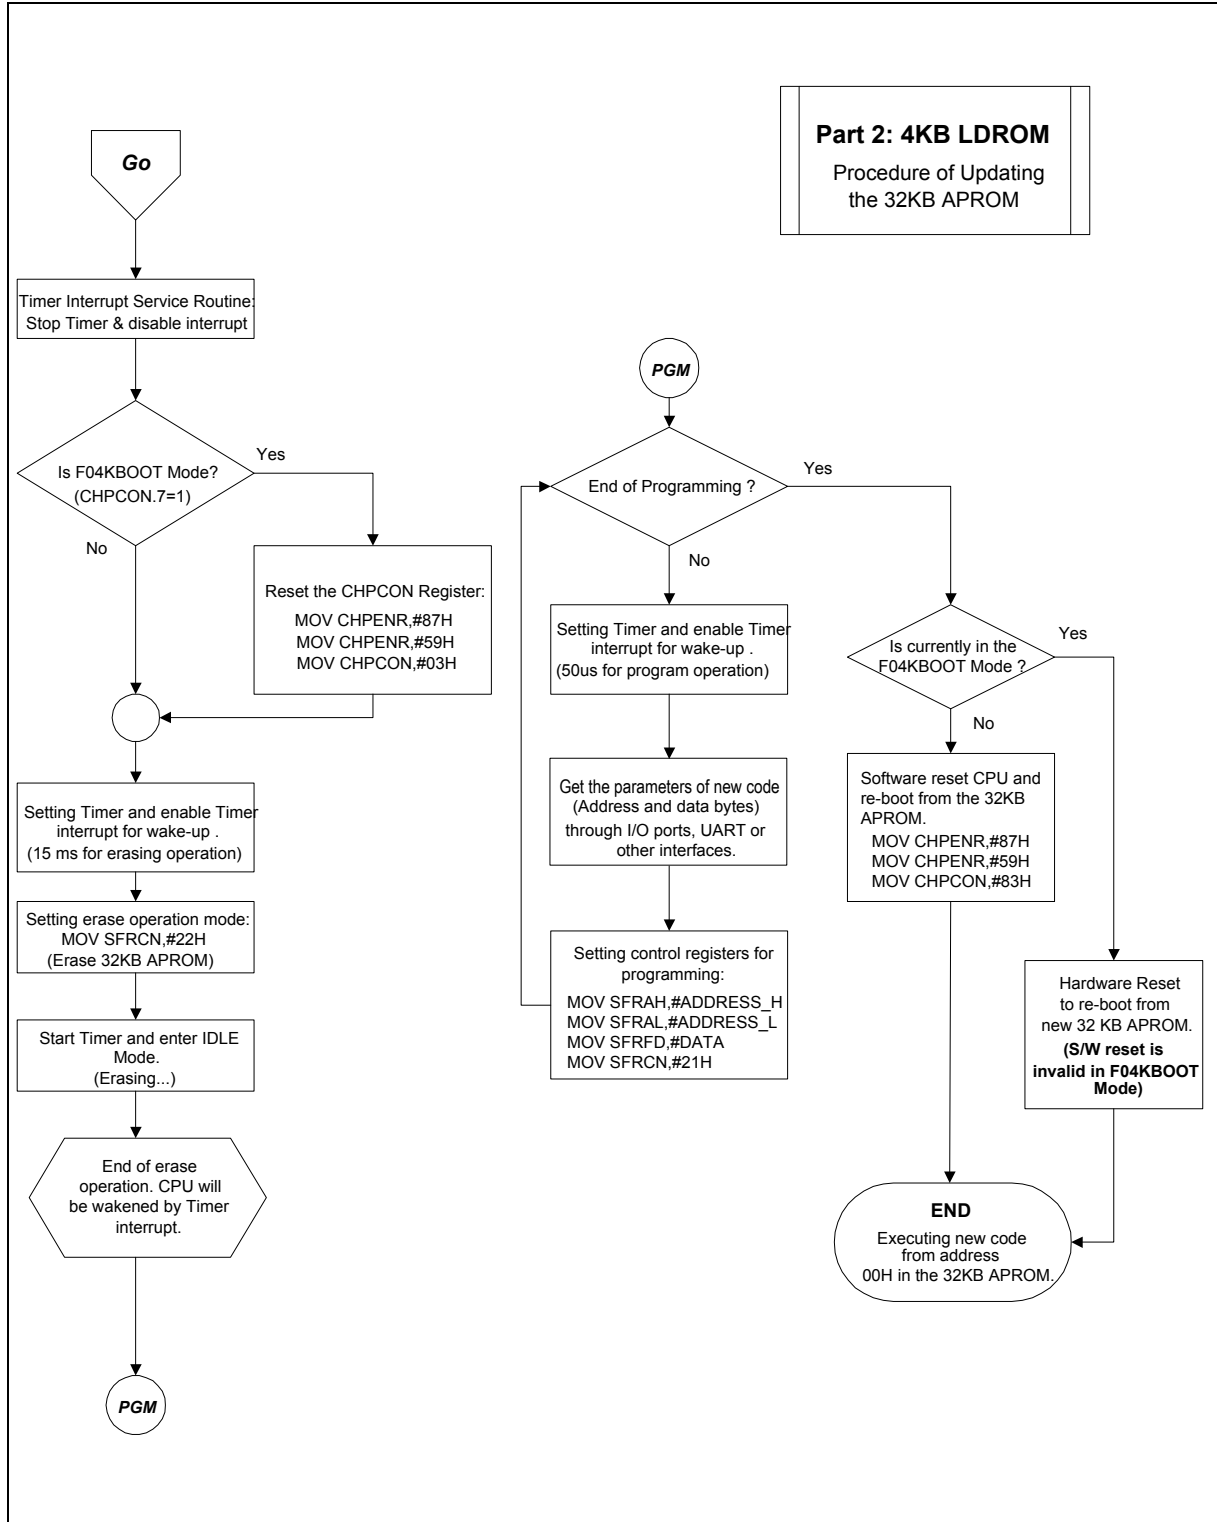 Part 2: 4KB LDROM
Procedure of Updating
the 32KB APROM
Go
Timer Interrupt Service Routine:
Stop Timer & disable interrupt
Is F04KBOOT Mode?
(CHPCON.7=1)
Yes
No
Reset the CHPCON Register:
MOV CHPENR,#87H
MOV CHPENR,#59H
MOV CHPCON,#03H
Setting Timer and enable Timer
interrupt for wake-up .
(15 ms for erasing operation)
Setting erase operation mode:
MOV SFRCN,#22H
(Erase 32KB APROM)
Start Timer and enter IDLE
Mode.
(Erasing...)
End of erase
operation. CPU will
be wakened by Timer
interrupt.
PGM
PGM
End of Programming ?
Yes
No
Setting Timer and enable Timer
interrupt for wake-up .
(50us for program operation)
Get the parameters of new code
(Address and data bytes)
through I/O ports, UART or
other interfaces.
Setting control registers for
programming:
MOV SFRAH,#ADDRESS_H
MOV SFRAL,#ADDRESS_L
MOV SFRFD,#DATA
MOV SFRCN,#21H
Is currently in the
F04KBOOT Mode ?
Yes
No
Software reset CPU and
re-boot from the 32KB
APROM.
MOV CHPENR,#87H
MOV CHPENR,#59H
MOV CHPCON,#83H
Hardware Reset
to re-boot from
new 32 KB APROM.
(S/W reset is
invalid in F04KBOOT
Mode)
END
Executing new code
from address
00H in the 32KB APROM.